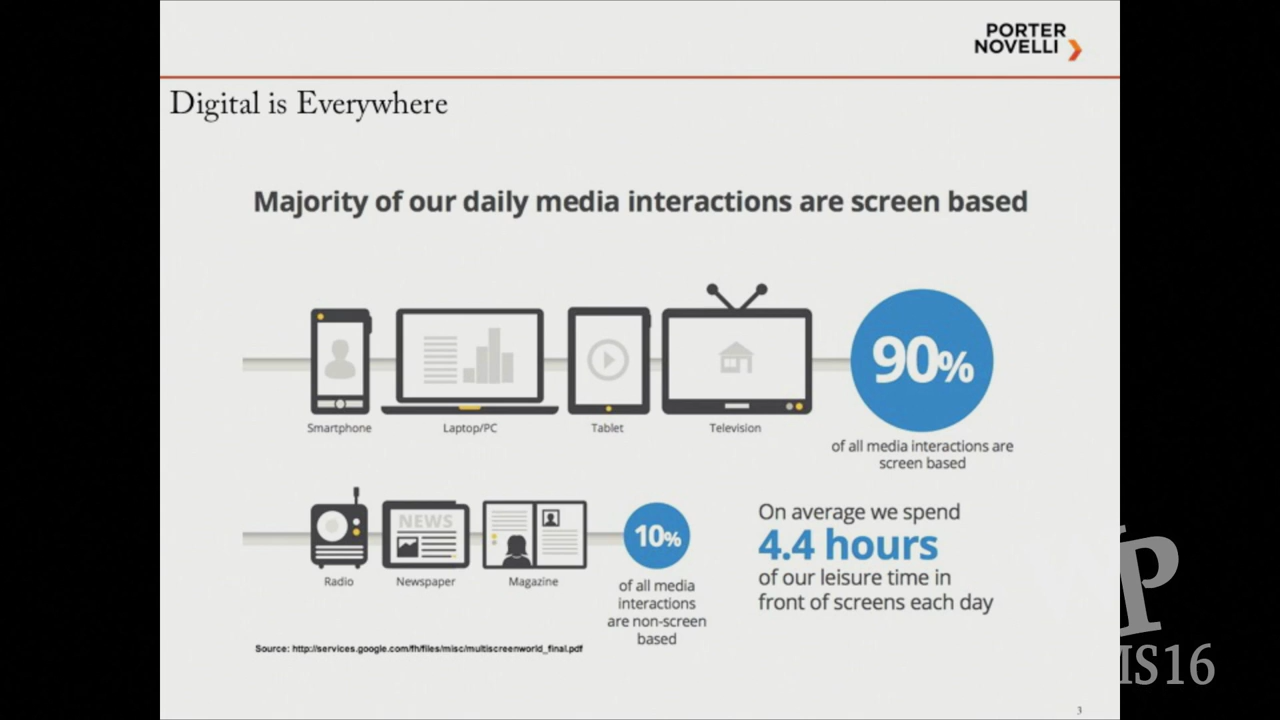 PORTER
NOVELLI
Digital is Everywhere
Majority of our daily media interactions are screen based
90%
Smartphone
Laptop/PC
Tablet
Television
of all media interactions are
screen based
NEWS
10%
Radio
Newspaper
Magazine
of all media
interactions
are non-screen
based
On average we spend
4.4 hours
of our leisure time in
front of screens each day
Source: http://services.google.com/fh/files/misc/multiscreenworld_final.pdf
3